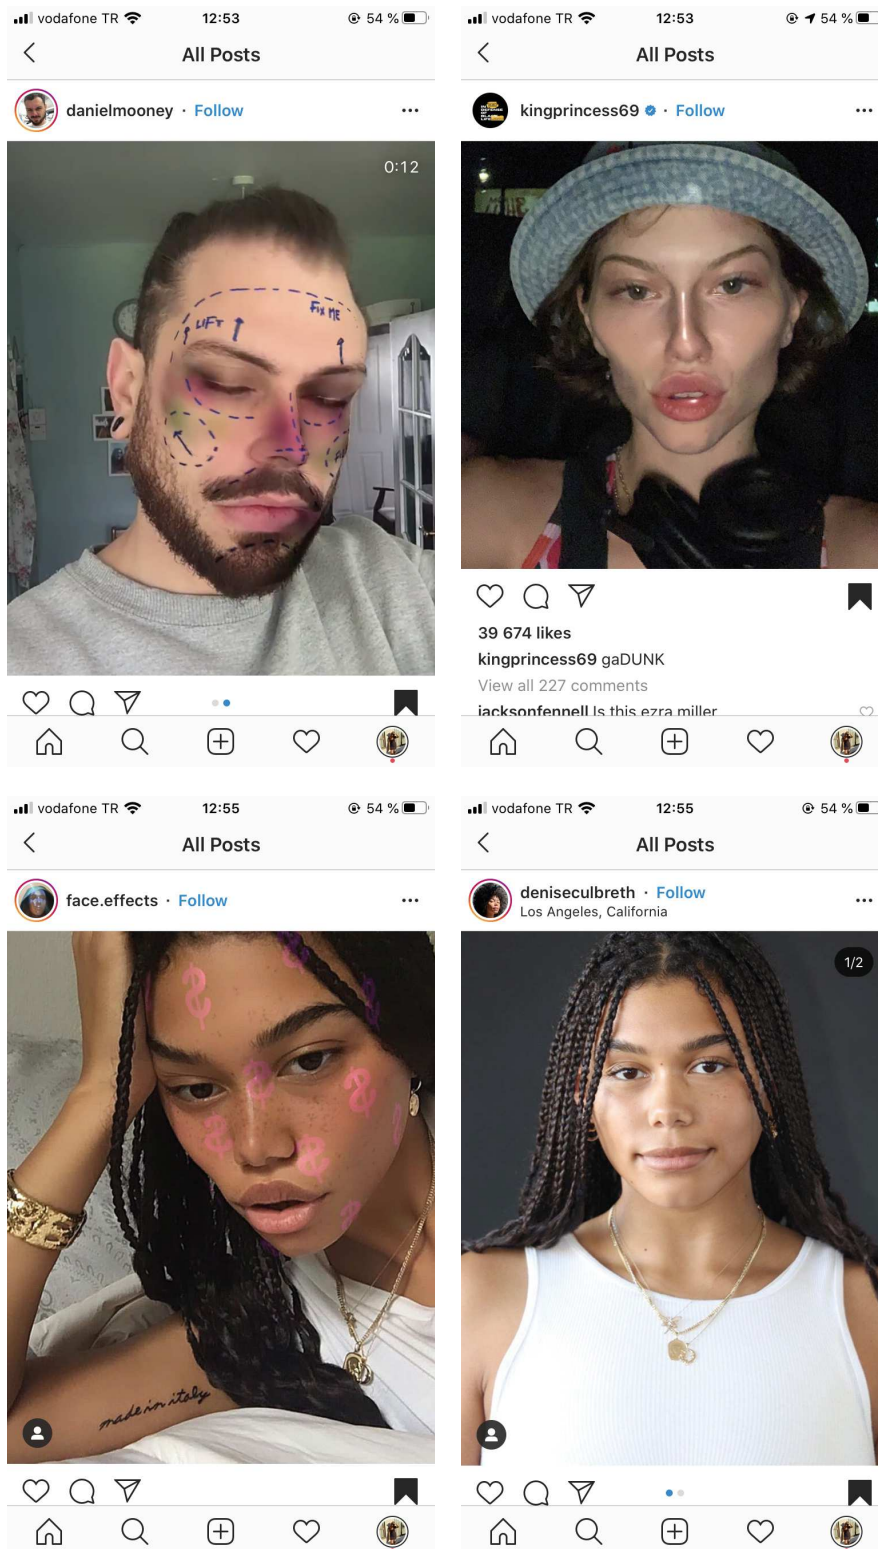 vodafone TR 12:53 54 %
All Posts
danielmooney · Follow
0:12
LIFT
FIX ME
vodafone TR 12:53 54 %
All Posts
kingprincess69 · Follow
39 674 likes
kingprincess69 gaDUNK
View all 227 comments
jacksonfennell Is this ezra miller
vodafone TR 12:55 54 %
All Posts
face.effects · Follow
$
$
$
$
$
$
made in italy
vodafone TR 12:55 54 %
All Posts
deniseculbreth · Follow
Los Angeles, California
1/2